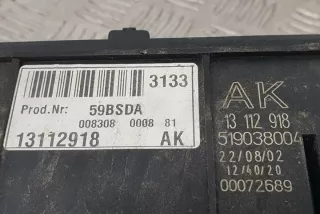 3133
Prod.Nr: 59BSDA
008308 0008 81
13112918 AK
AK
13 112 918
519038004
22/08/02
12/40/20
00072689